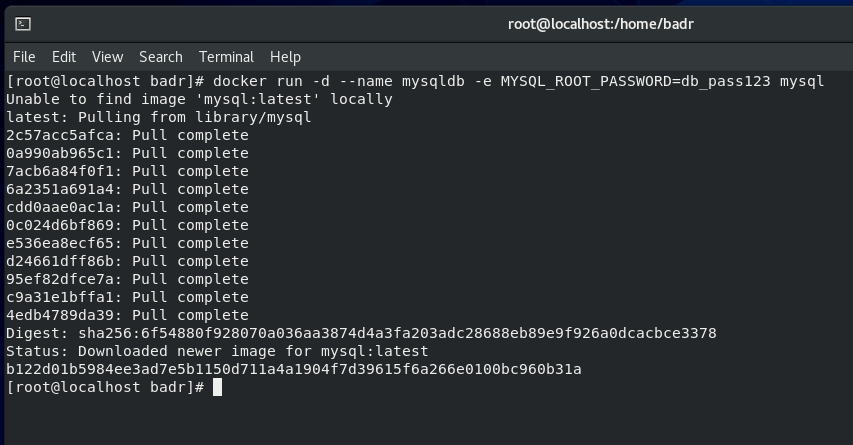 root@localhost:/home/badr
File Edit View Search Terminal Help
[root@localhost badr]# docker run -d --name mysqldb -e MYSQL_ROOT_PASSWORD=db_pass123 mysql
Unable to find image 'mysql:latest' locally
latest: Pulling from library/mysql
2c57acc5afca: Pull complete
0a990ab965c1: Pull complete
7acb6a84f0f1: Pull complete
6a2351a691a4: Pull complete
cdd0aae0ac1a: Pull complete
0c024d6bf869: Pull complete
e536ea8ecf65: Pull complete
d24661dff86b: Pull complete
95ef82dfce7a: Pull complete
c9a31e1bffa1: Pull complete
4edb4789da39: Pull complete
Digest: sha256:6f54880f928070a036aa3874d4a3fa203adc28688eb89e9f926a0dcacbce3378
Status: Downloaded newer image for mysql:latest
b122d01b5984ee3ad7e5b1150d711a4a1904f7d39615f6a266e0100bc960b31a
[root@localhost badr]#